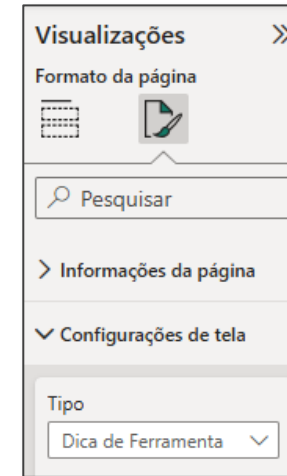 Visualizações
Formato da página
Pesquisar
Informações da página
Configurações de tela
Tipo
Dica de Ferramenta